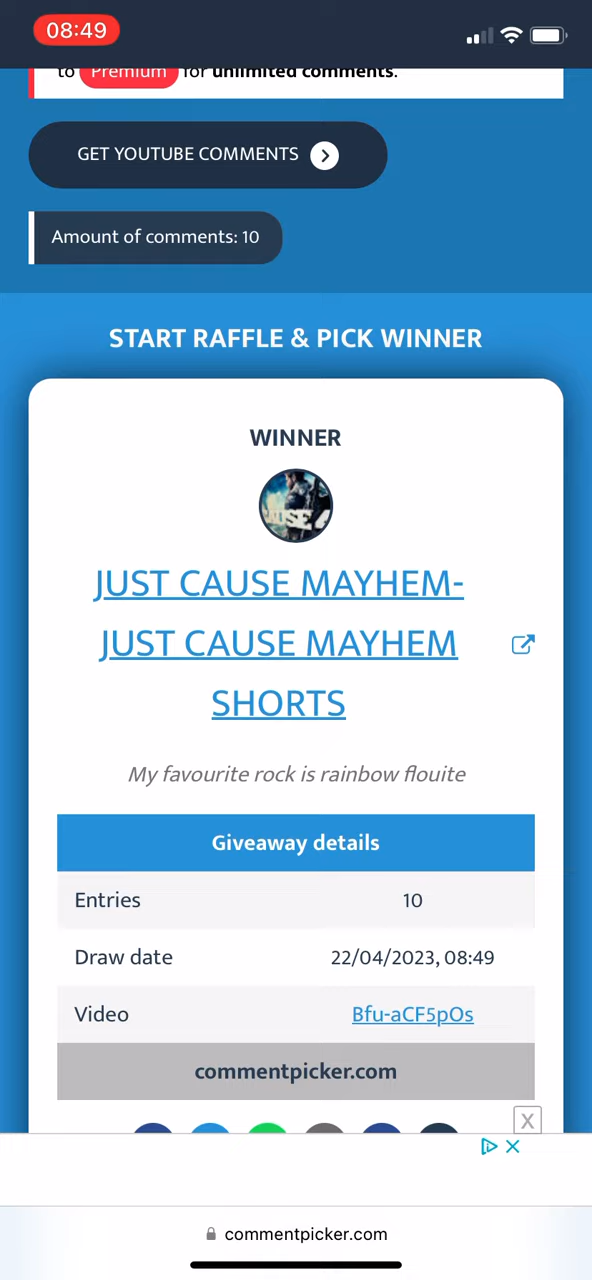 08:49
to Premium for unlimited comments.
GET YOUTUBE COMMENTS
Amount of comments: 10
START RAFFLE & PICK WINNER
WINNER
JUST CAUSE MAYHEM-
JUST CAUSE MAYHEM
SHORTS
My favourite rock is rainbow flouite
Giveaway details
Entries 10
Draw date 22/04/2023, 08:49
Video Bfu-aCF5pOs
commentpicker.com
X
commentpicker.com